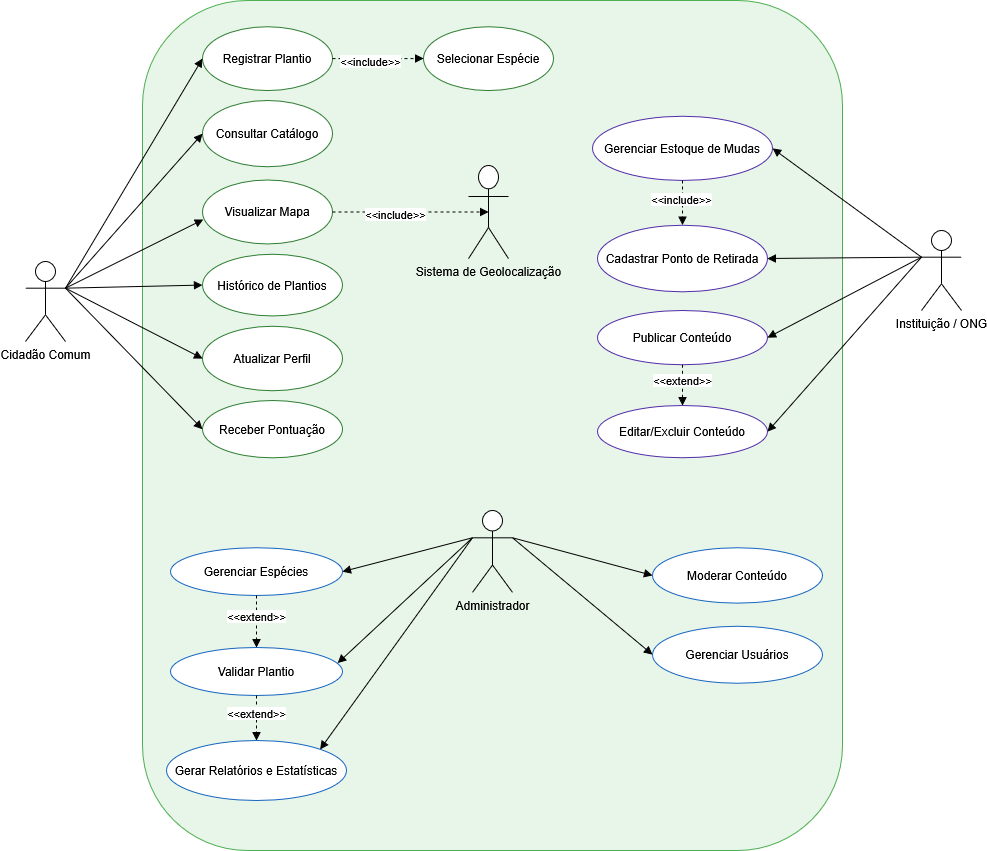 Registrar Plantio
<<include>>
Selecionar Espécie
Consultar Catálogo
Gerenciar Estoque de Mudas
<<include>>
Visualizar Mapa
<<include>>
Sistema de Geolocalização
Cadastrar Ponto de Retirada
Histórico de Plantios
Instituição / ONG
Cidadão Comum
Publicar Conteúdo
Atualizar Perfil
<<extend>>
Receber Pontuação
Editar/Excluir Conteúdo
Administrador
Gerenciar Espécies
Moderar Conteúdo
<<extend>>
Validar Plantio
Gerenciar Usuários
<<extend>>
Gerar Relatórios e Estatísticas